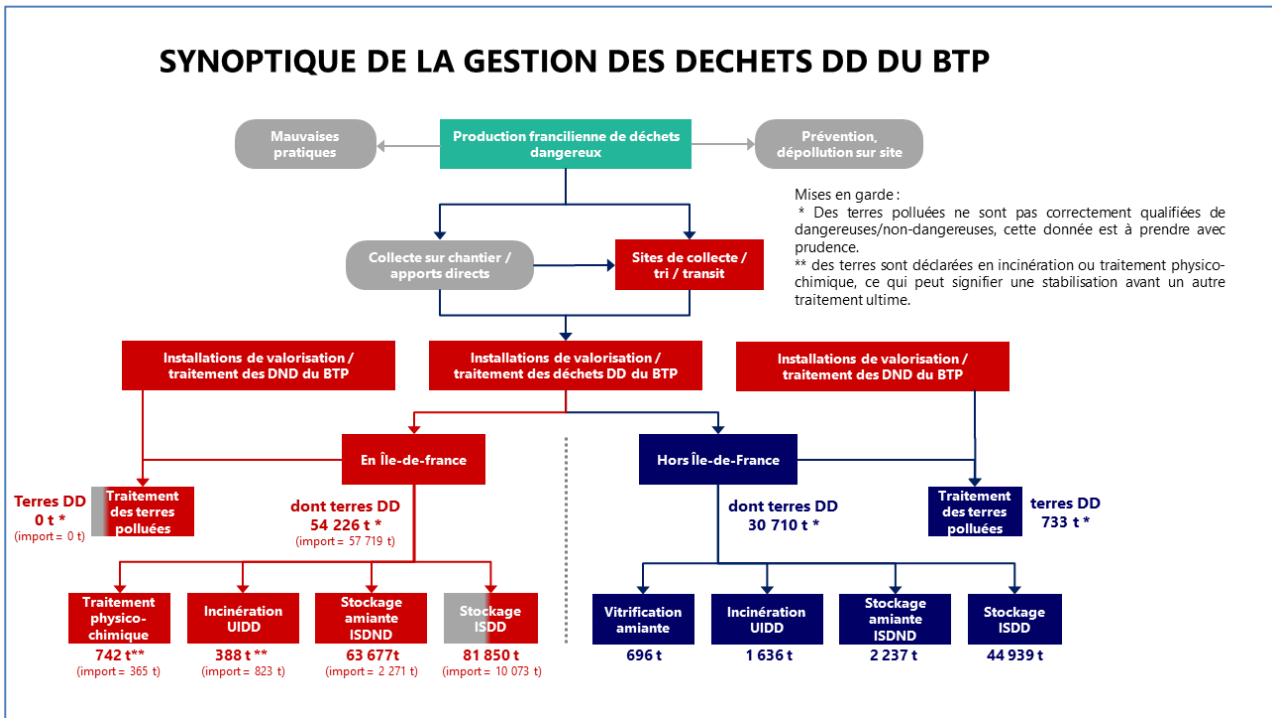 SYNOPTIQUE DE LA GESTION DES DECHETS DD DU BTP
Mauvaises
pratiques
Production francilienne de déchets
dangereux
Prévention,
dépollution sur site
Mises en garde :
* Des terres polluées ne sont pas correctement qualifiées de
dangereuses/non-dangereuses, cette donnée est à prendre avec
prudence.
** des terres sont déclarées en incinération ou traitement physico-
chimique, ce qui peut signifier une stabilisation avant un autre
traitement ultime.
Collecte sur chantier /
apports directs
Sites de collecte /
tri / transit
Installations de valorisation /
traitement des DND du BTP
Installations de valorisation /
traitement des déchets DD du BTP
Installations de valorisation /
traitement des DND du BTP
En Île-de-france
Hors Île-de-France
Terres DD
0 t *
(import = 0 t)
Traitement
des terres
polluées
dont terres DD
54 226 t *
(import = 57 719 t)
dont terres DD
30 710 t *
Traitement
des terres
polluées
terres DD
733 t *
Traitement
physico-
chimique
742 t**
(import = 365 t)
Incinération
UIDD
388 t **
(import = 823 t)
Stockage
amiante
ISDND
63 677t
(import = 2 271 t)
Stockage
ISDD
81 850 t
(import = 10 073 t)
Vitrification
amiante
696 t
Incinération
UIDD
1 636 t
Stockage
amiante
ISDND
2 237 t
Stockage
ISDD
44 939 t